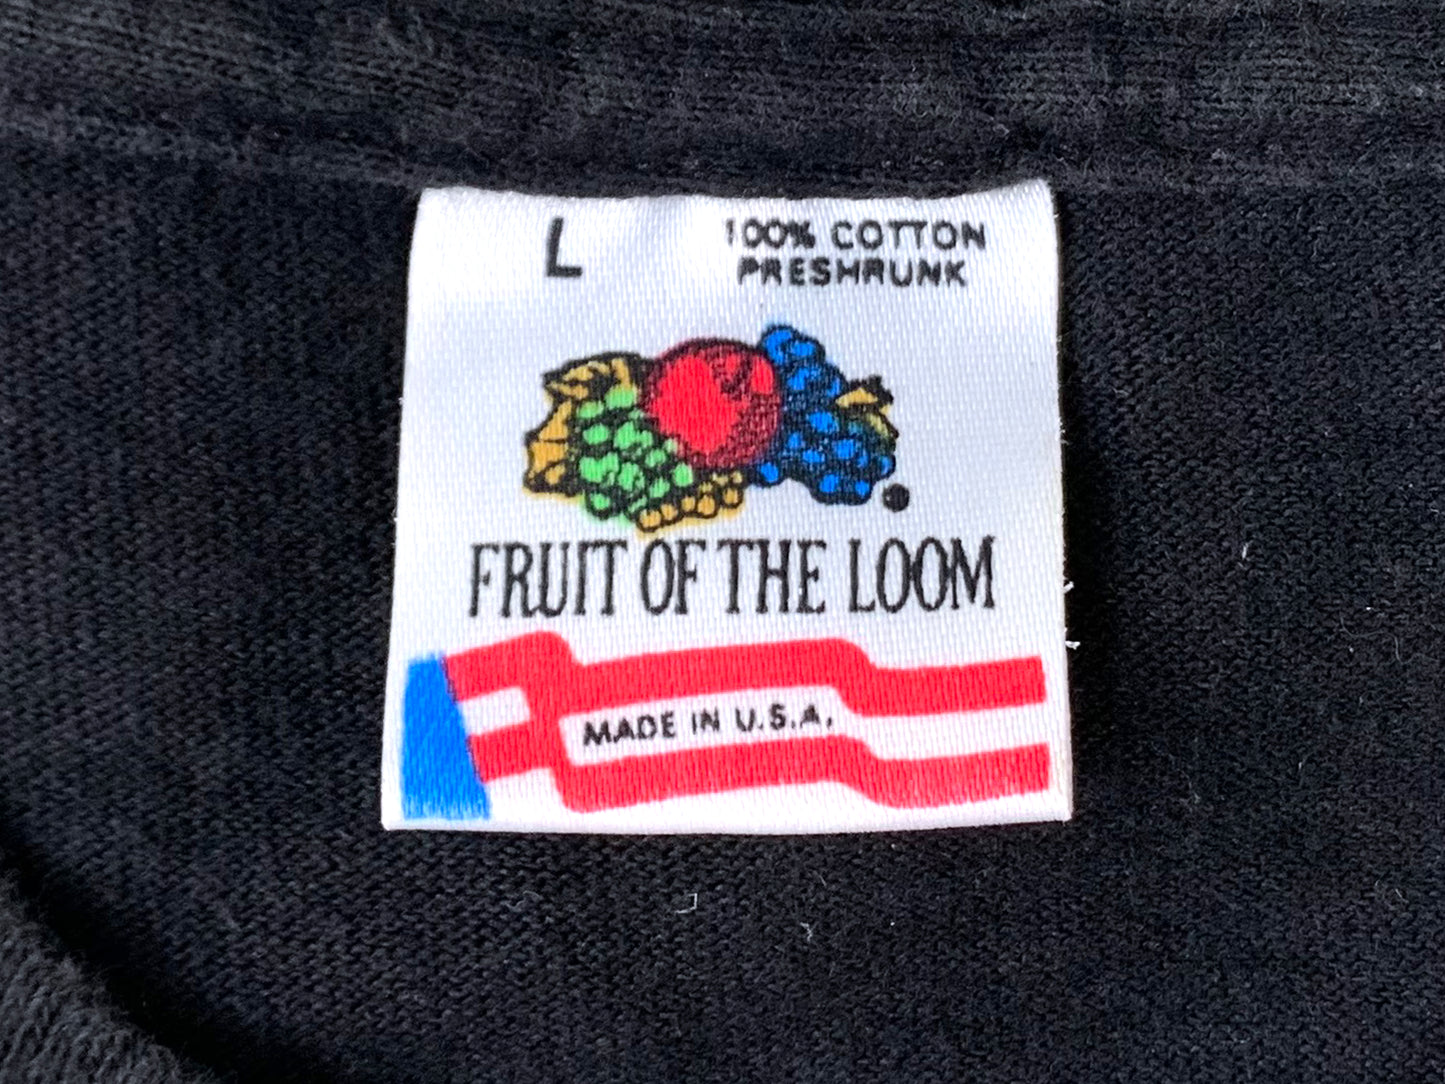 L
100% COTTON
PRESHRUNK
FRUIT OF THE LOOM
MADE IN U.S.A.